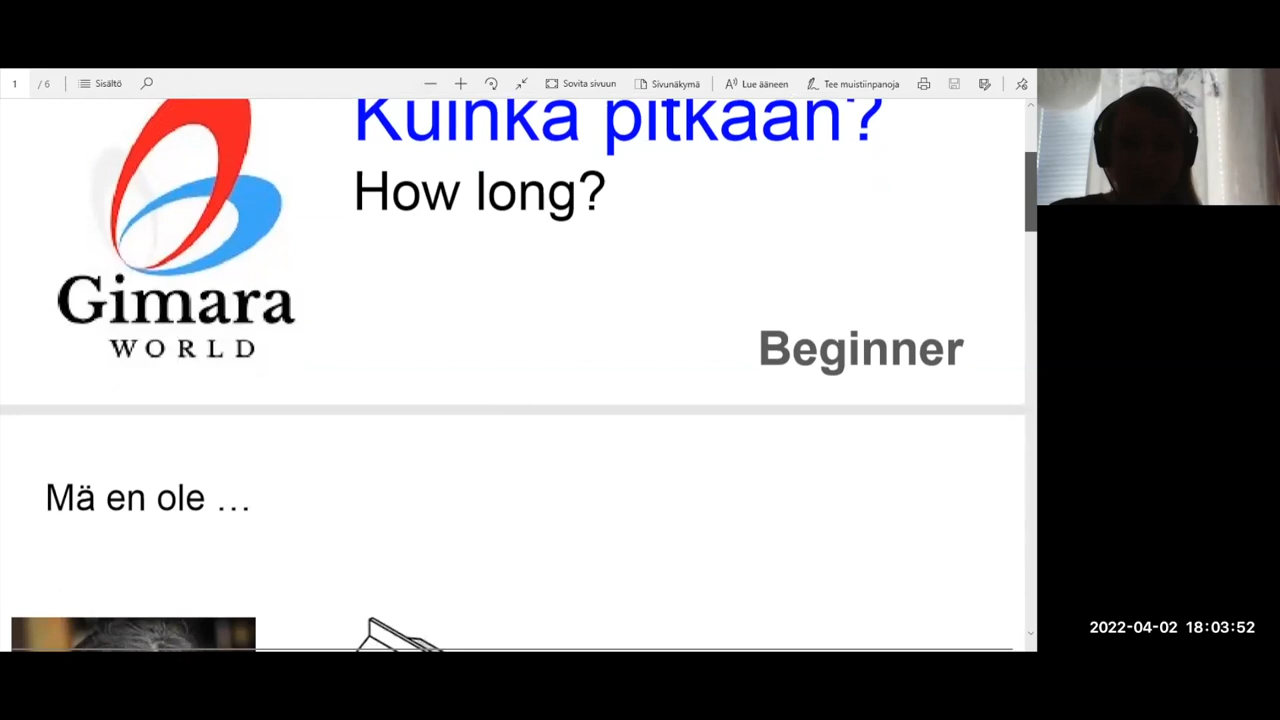 1 / 6 Sisältö Sovita sivuun Sivunäkymä Lue ääneen Tee muistiinpanoja
Kuinka pitkään?
How long?
Gimara
WORLD
Beginner
Mä en ole …
2022-04-02 18:03:52